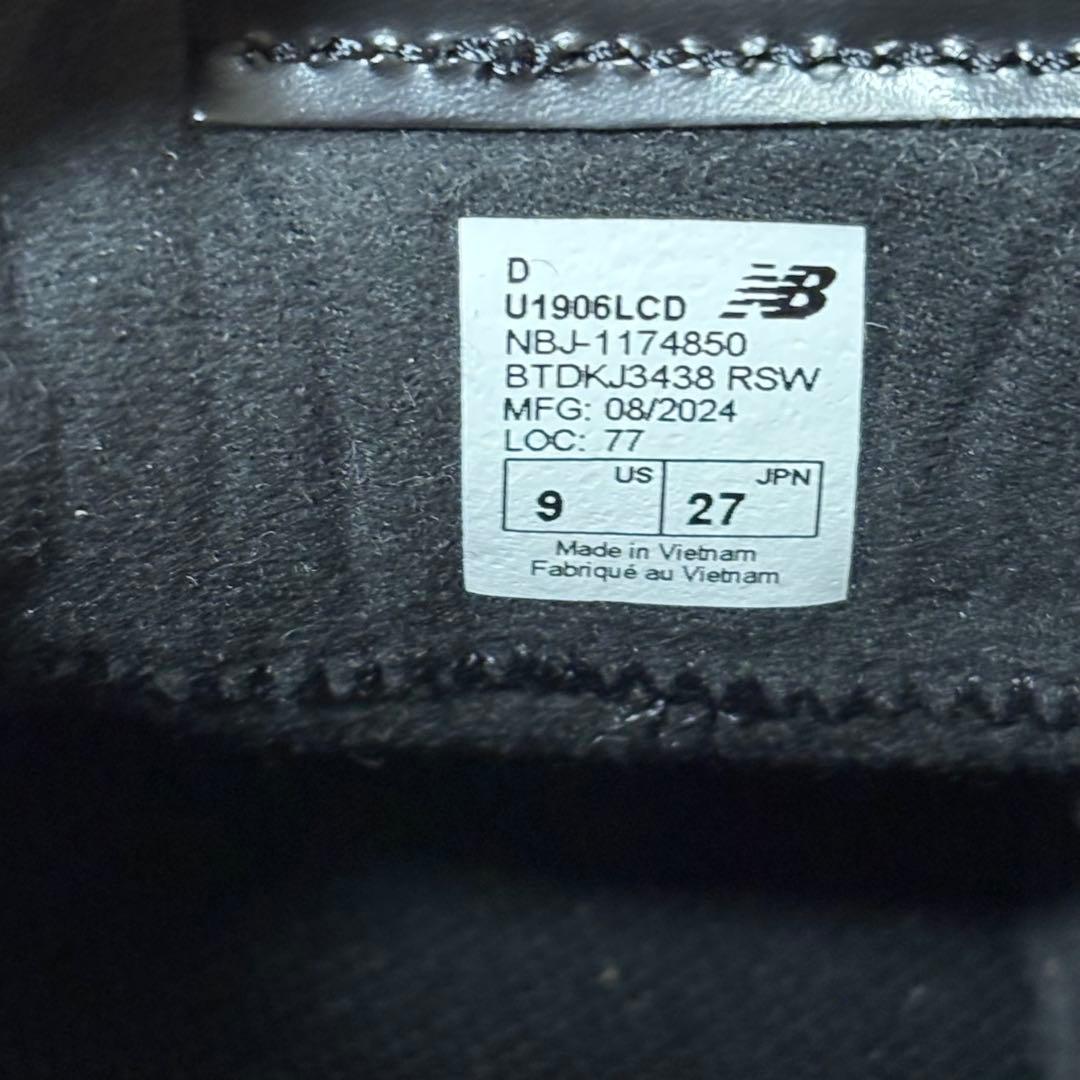 D
U1906LCD
NB
NBJ-1174850
BTDKJ3438 RSW
MFG: 08/2024
LOC: 77
9 US 27 JPN
Made in Vietnam
Fabriqué au Vietnam